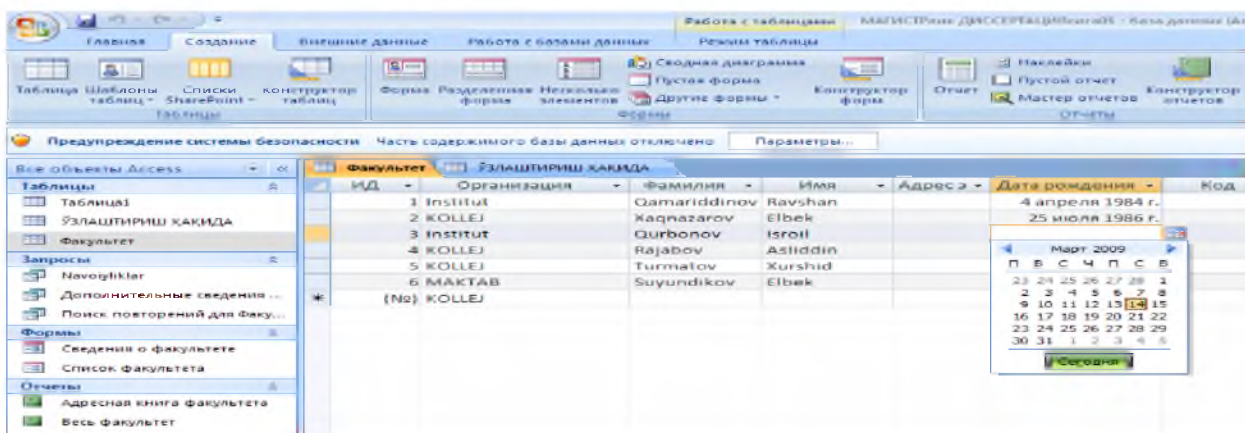 Работа с таблицами МАГИСТРлик ДИССЕРТАЦИЯ
Главная Создание Внешние данные Работа с базами данных Режим таблицы
Таблица Шаблоны таблиц Списки SharePoint Конструктор таблиц
Таблицы
Форма Разделенная форма Несколько элементов
Сводная диаграмма
Пустая форма
Другие формы
Конструктор форм
Формы
Отчет
Наклейки
Пустой отчет
Мастер отчетов
Конструктор отчетов
Отчеты
Предупреждение системы безопасности Часть содержимого базы данных отключено Параметры...
Все объекты Access
Таблицы
Таблица1
ЎЗЛАШТИРИШ ҲАҚИДА
Факультет
Запросы
Navoiyliklar
Дополнительные сведения ...
Поиск повторений для Факу...
Формы
Сведения о факультете
Список факультета
Отчеты
Адресная книга факультета
Весь факультет
Факультет ЎЗЛАШТИРИШ ҲАҚИДА
ИД Организация Фамилия Имя Адрес э Дата рождения Код
1 Institut Qamariddinov Ravshan 4 апреля 1984 г.
2 KOLLEJ Xaqnazarov Elbek 25 июля 1986 г.
3 Institut Qurbonov Isroil
4 KOLLEJ Rajabov Asliddin
5 KOLLEJ Turmatov Xurshid
6 MAKTAB Suyundikov Elbek
* (№) KOLLEJ
Март 2009
П В С Ч П С В
23 24 25 26 27 28 1
2 3 4 5 6 7 8
9 10 11 12 13 14 15
16 17 18 19 20 21 22
23 24 25 26 27 28 29
30 31 1 2 3 4 5
Сегодня